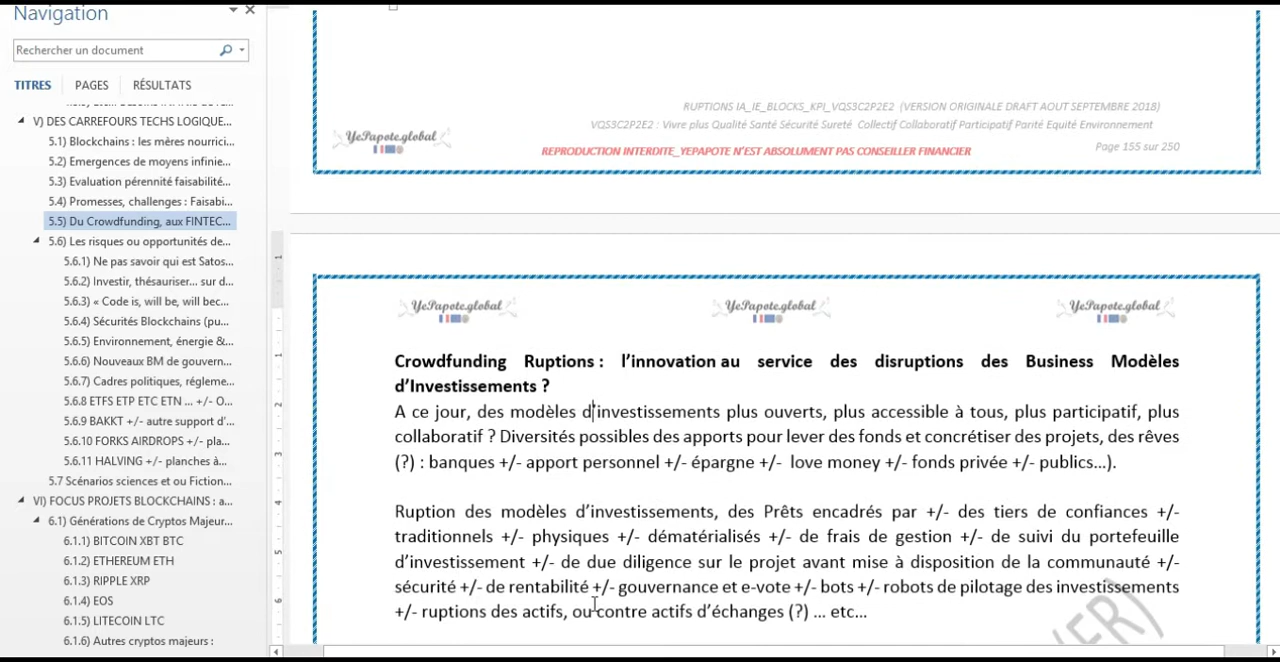 Navigation
Rechercher un document
TITRES PAGES RÉSULTATS
V) DES CARREFOURS TECHS LOGIQUE...
5.1) Blockchains : les mères nourrici...
5.2) Emergences de moyens infinie...
5.3) Evaluation pérennité faisabilité...
5.4) Promesses, challenges : Faisabi...
5.5) Du Crowdfunding, aux FINTEC...
5.6) Les risques ou opportunités de...
5.6.1) Ne pas savoir qui est Satos...
5.6.2) Investir, thésauriser... sur d...
5.6.3) « Code is, will be, will bec...
5.6.4) Sécurités Blockchains (pu...
5.6.5) Environnement, énergie &...
5.6.6) Nouveaux BM de gouvern...
5.6.7) Cadres politiques, régleme...
5.6.8 ETFS ETP ETC ETN ... +/- O...
5.6.9 BAKKT +/- autre support d'...
5.6.10 FORKS AIRDROPS +/- pla...
5.6.11 HALVING +/- planches à...
5.7 Scénarios sciences et ou Fiction...
VI) FOCUS PROJETS BLOCKCHAINS : a...
6.1) Générations de Cryptos Majeur...
6.1.1) BITCOIN XBT BTC
6.1.2) ETHEREUM ETH
6.1.3) RIPPLE XRP
6.1.4) EOS
6.1.5) LITECOIN LTC
6.1.6) Autres cryptos majeurs :
RUPTIONS IA_IE_BLOCKS_KPI_VQS3C2P2E2 (VERSION ORIGINALE DRAFT AOUT SEPTEMBRE 2018)
VQS3C2P2E2 : Vivre plus Qualité Santé Sécurité Sureté Collectif Collaboratif Participatif Parité Equité Environnement
YePapote.global
REPRODUCTION INTERDITE_YEPAPOTE N'EST ABSOLUMENT PAS CONSEILLER FINANCIER
Page 155 sur 250
YePapote.global YePapote.global YePapote.global
Crowdfunding Ruptions : l'innovation au service des disruptions des Business Modèles
d'Investissements ?
A ce jour, des modèles d'investissements plus ouverts, plus accessible à tous, plus participatif, plus
collaboratif ? Diversités possibles des apports pour lever des fonds et concrétiser des projets, des rêves
(?) : banques +/- apport personnel +/- épargne +/- love money +/- fonds privée +/- publics...).
Ruption des modèles d'investissements, des Prêts encadrés par +/- des tiers de confiances +/-
traditionnels +/- physiques +/- dématérialisés +/- de frais de gestion +/- de suivi du portefeuille
d'investissement +/- de due diligence sur le projet avant mise à disposition de la communauté +/-
sécurité +/- de rentabilité +/- gouvernance et e-vote +/- bots +/- robots de pilotage des investissements
+/- ruptions des actifs, ou contre actifs d'échanges (?) ... etc...